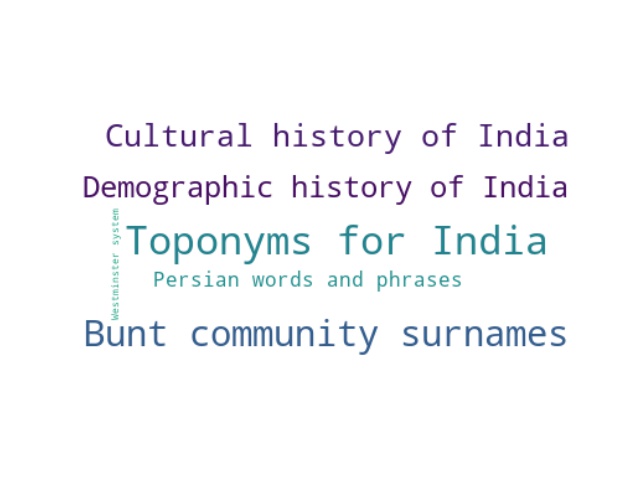 Cultural history of India
Demographic history of India
Westminster system
Toponyms for India
Persian words and phrases
Bunt community surnames